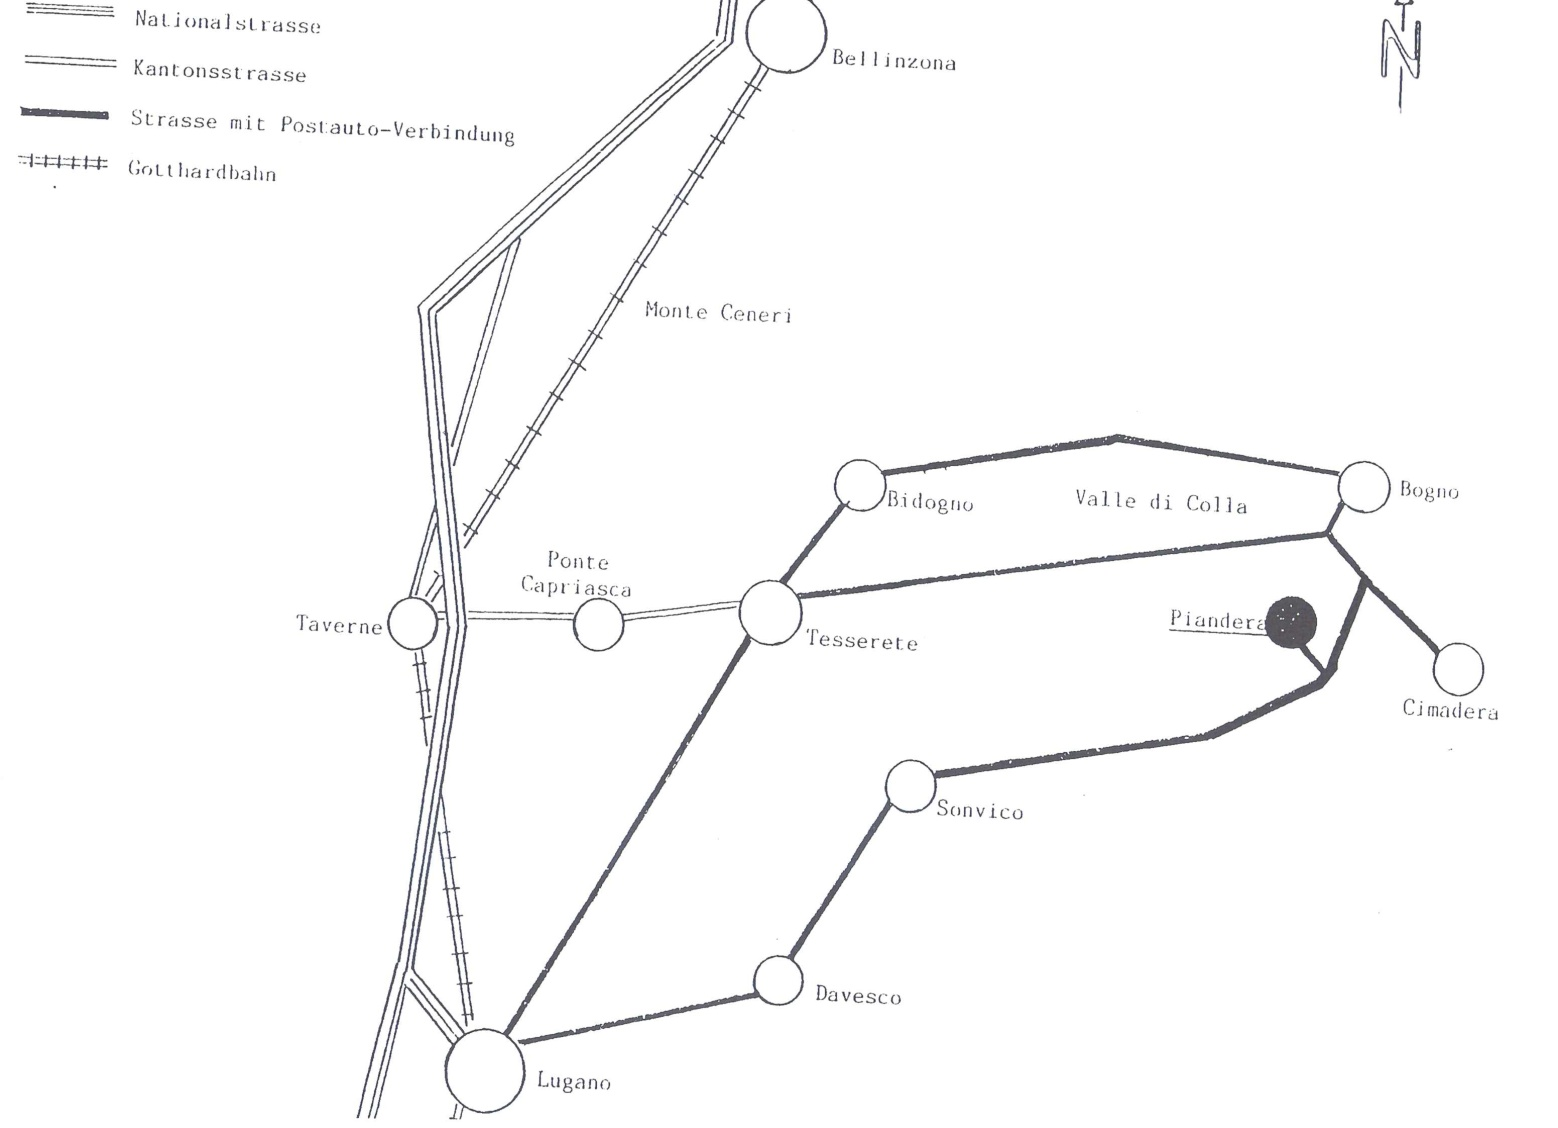 Nationalstrasse
Kantonsstrasse
Strasse mit Postauto-Verbindung
Gotthardbahn
N
Bellinzona
Monte Ceneri
Bidogno
Valle di Colla
Bogno
Ponte
Capriasca
Taverne
Tesserete
Piandera
Cimadera
Sonvico
Davesco
Lugano